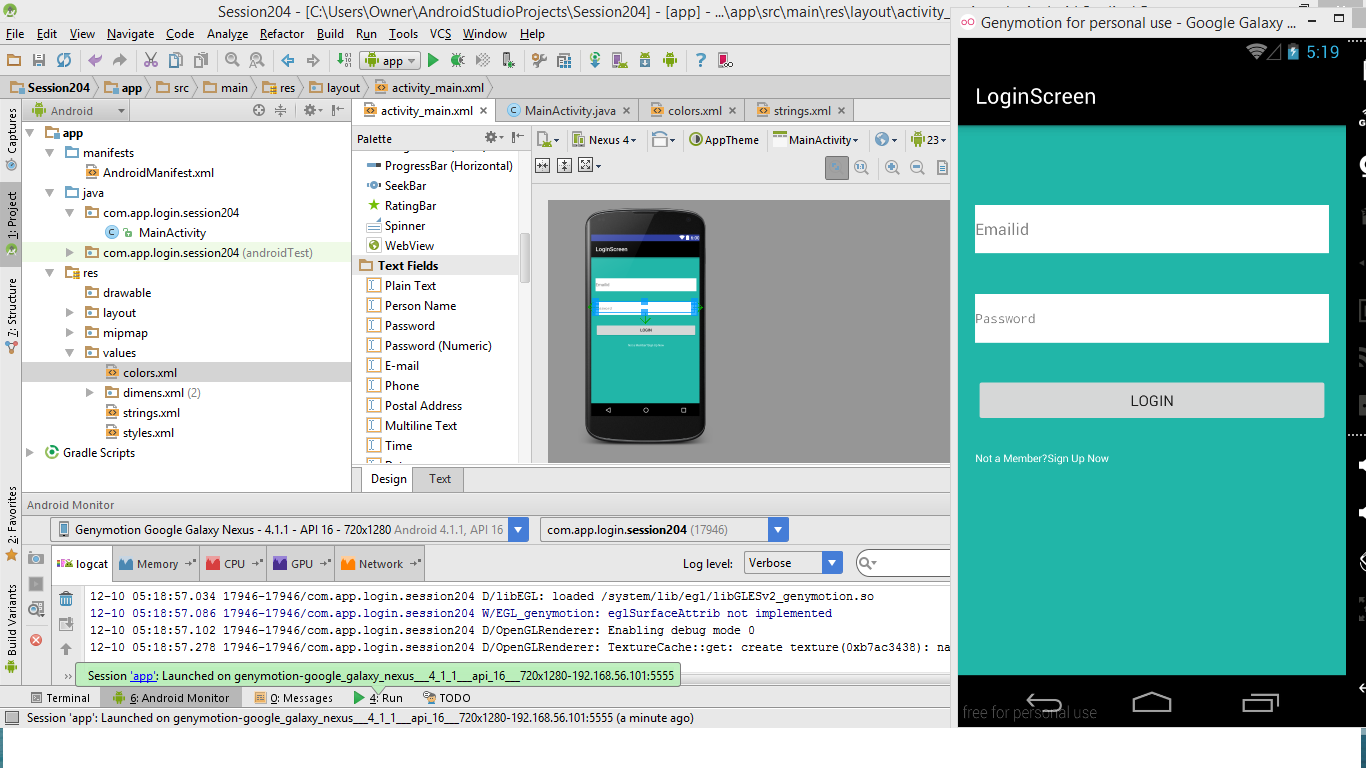 Session204 - [C:\Users\Owner\AndroidStudioProjects\Session204] - [app] - ...\app\src\main\res\layout\activity_
File Edit View Navigate Code Analyze Refactor Build Run Tools VCS Window Help
app
Session204 app src main res layout activity_main.xml
Android
activity_main.xml MainActivity.java colors.xml strings.xml
Captures
1: Project
7: Structure
2: Favorites
Build Variants
app
manifests
AndroidManifest.xml
java
com.app.login.session204
MainActivity
com.app.login.session204 (androidTest)
res
drawable
layout
mipmap
values
colors.xml
dimens.xml (2)
strings.xml
styles.xml
Gradle Scripts
Palette
ProgressBar (Horizontal)
SeekBar
RatingBar
Spinner
WebView
Text Fields
Plain Text
Person Name
Password
Password (Numeric)
E-mail
Phone
Postal Address
Multiline Text
Time
Nexus 4 AppTheme MainActivity 23
6:00
LoginScreen
Emailid
LOGIN
Not a Member?Sign Up Now
Design Text
Android Monitor
Genymotion Google Galaxy Nexus - 4.1.1 - API 16 - 720x1280 Android 4.1.1, API 16
com.app.login.session204 (17946)
logcat Memory CPU GPU Network Log level: Verbose
12-10 05:18:57.034 17946-17946/com.app.login.session204 D/libEGL: loaded /system/lib/egl/libGLESv2_genymotion.so
12-10 05:18:57.086 17946-17946/com.app.login.session204 W/EGL_genymotion: eglSurfaceAttrib not implemented
12-10 05:18:57.102 17946-17946/com.app.login.session204 D/OpenGLRenderer: Enabling debug mode 0
12-10 05:18:57.278 17946-17946/com.app.login.session204 D/OpenGLRenderer: TextureCache::get: create texture(0xb7ac3438): na
Session 'app': Launched on genymotion-google_galaxy_nexus___4_1_1___api_16___720x1280-192.168.56.101:5555
Terminal 6: Android Monitor 0: Messages 4: Run TODO
Session 'app': Launched on genymotion-google_galaxy_nexus___4_1_1___api_16___720x1280-192.168.56.101:5555 (a minute ago)
Genymotion for personal use - Google Galaxy ...
5:19
LoginScreen
Emailid
Password
LOGIN
Not a Member?Sign Up Now
free for personal use